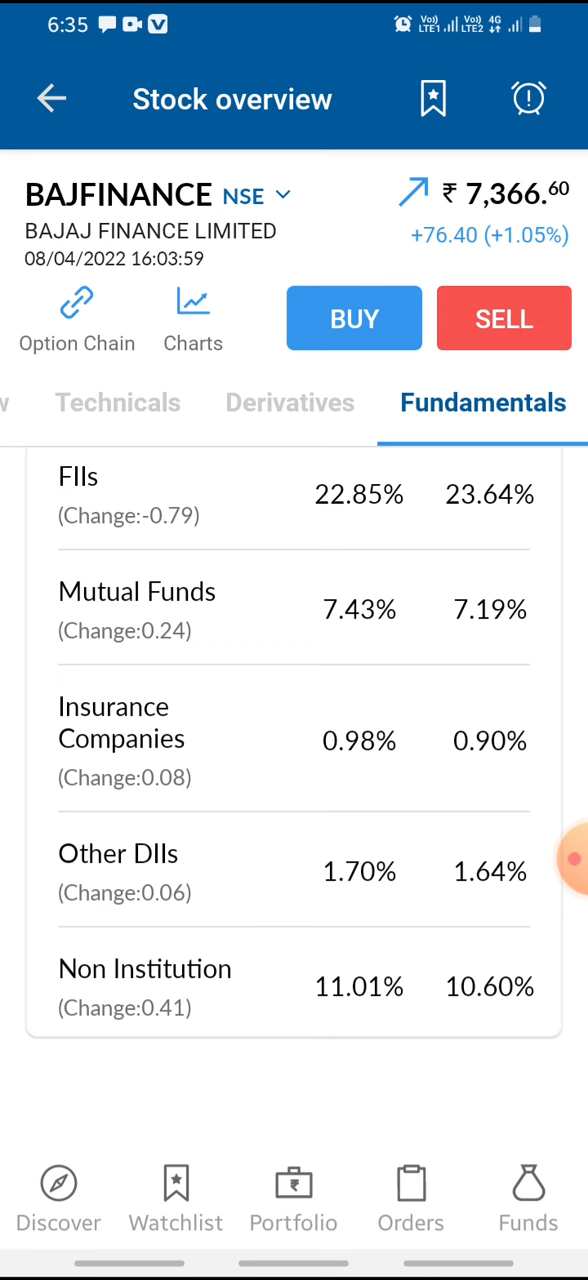 6:35 Vo)) LTE1 Vo)) LTE2 4G
Stock overview
BAJFINANCE NSE ₹ 7,366.60
BAJAJ FINANCE LIMITED +76.40 (+1.05%)
08/04/2022 16:03:59
Option Chain Charts BUY SELL
w Technicals Derivatives Fundamentals
FIIs 22.85% 23.64%
(Change:-0.79)
Mutual Funds 7.43% 7.19%
(Change:0.24)
Insurance
Companies 0.98% 0.90%
(Change:0.08)
Other DIIs 1.70% 1.64%
(Change:0.06)
Non Institution 11.01% 10.60%
(Change:0.41)
Discover Watchlist Portfolio Orders Funds